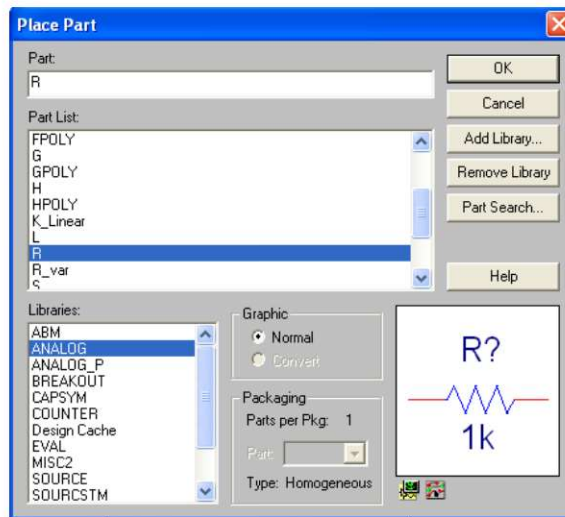 Place Part
Part:
R
OK
Cancel
Part List:
FPOLY
G
GPOLY
H
HPOLY
K_Linear
L
R
R_var
S
Add Library...
Remove Library
Part Search...
Help
Libraries:
ABM
ANALOG
ANALOG_P
BREAKOUT
CAPSYM
COUNTER
Design Cache
EVAL
MISC2
SOURCE
SOURCSTM
Graphic
Normal
Convert
Packaging
Parts per Pkg: 1
Part:
Type: Homogeneous
R?
1k